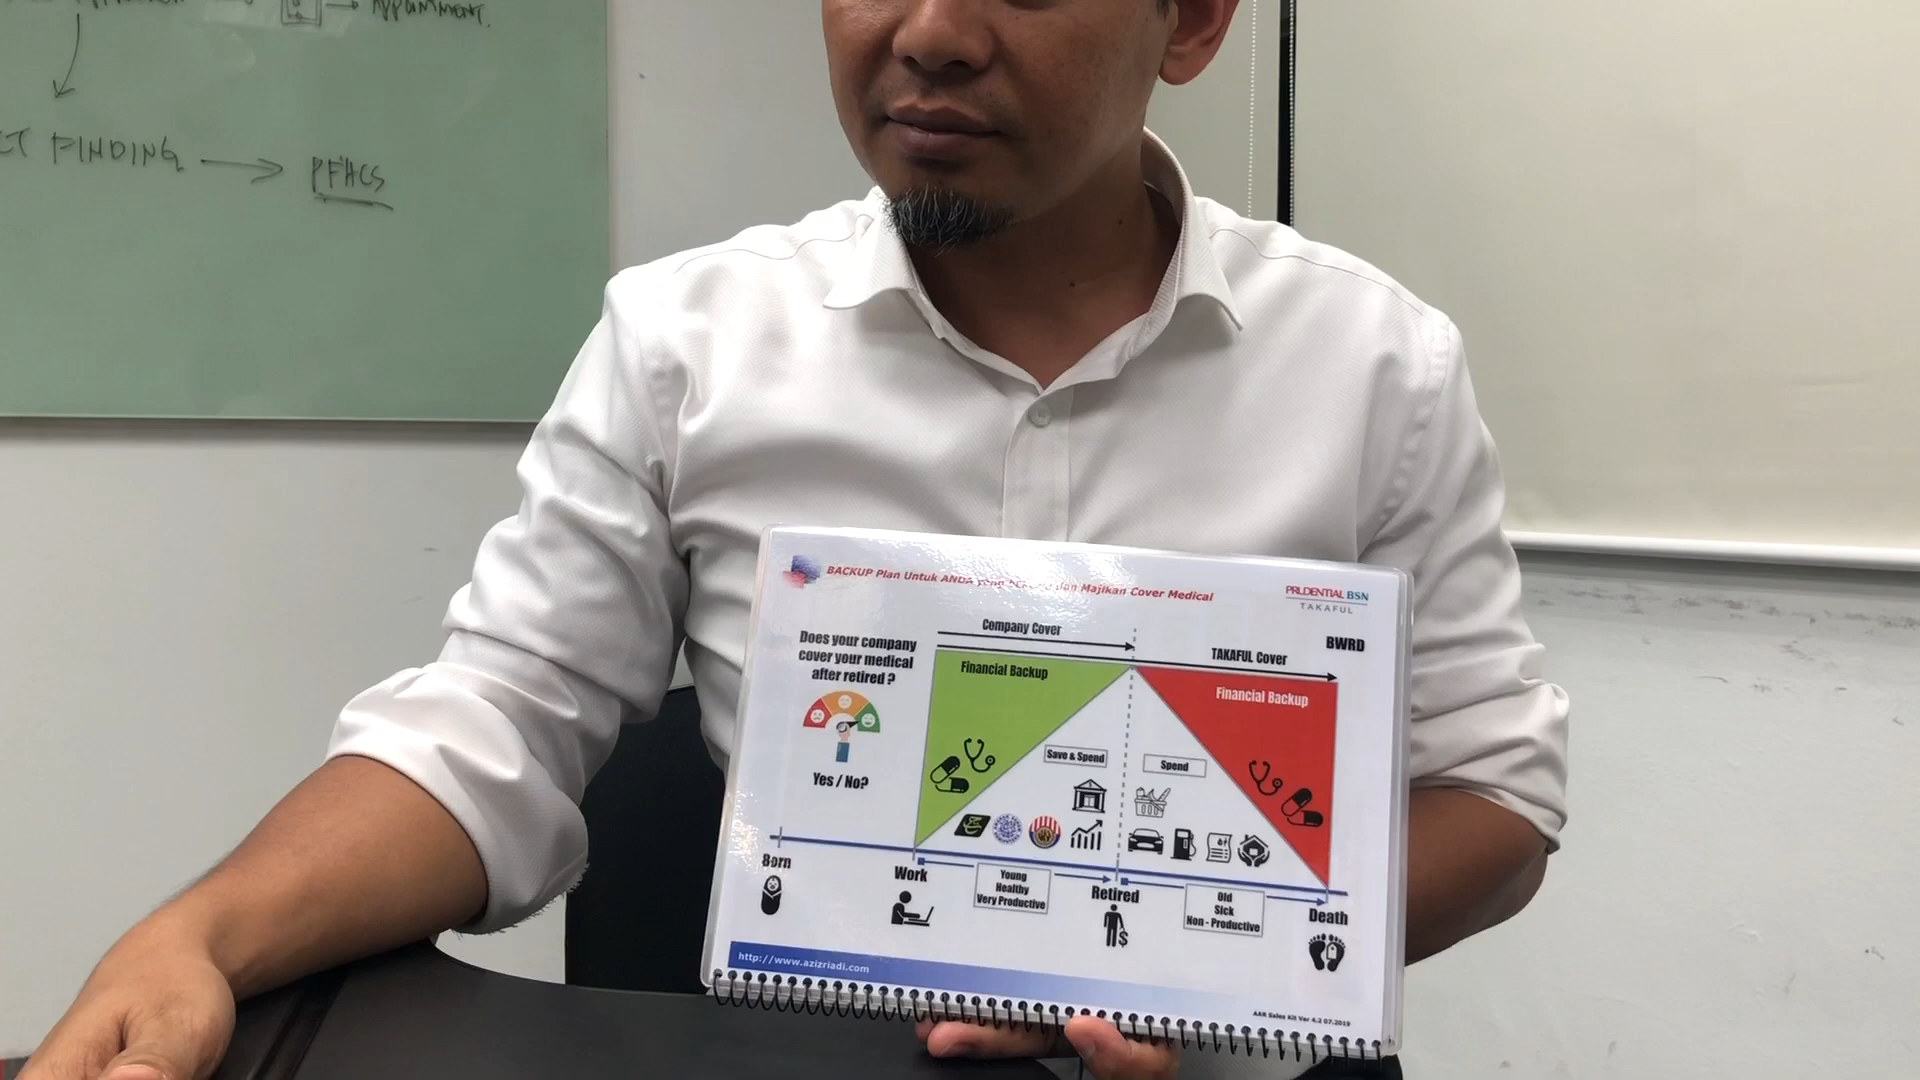 Appointment.
FINDING → PFHCS
BACKUP Plan Untuk ANDA yang dan Majikan Cover Medical
PRUDENTIAL BSN
TAKAFUL
BWRD
Does your company
cover your medical
after retired ?
Yes / No?
Company Cover
TAKAFUL Cover
Financial Backup
Financial Backup
Save & Spend
Spend
Born
Work
Young
Healthy
Very Productive
Retired
Old
Sick
Non - Productive
Death
http://www.azizriadi.com
AAR Sales Kit Ver 4.2 07.2019